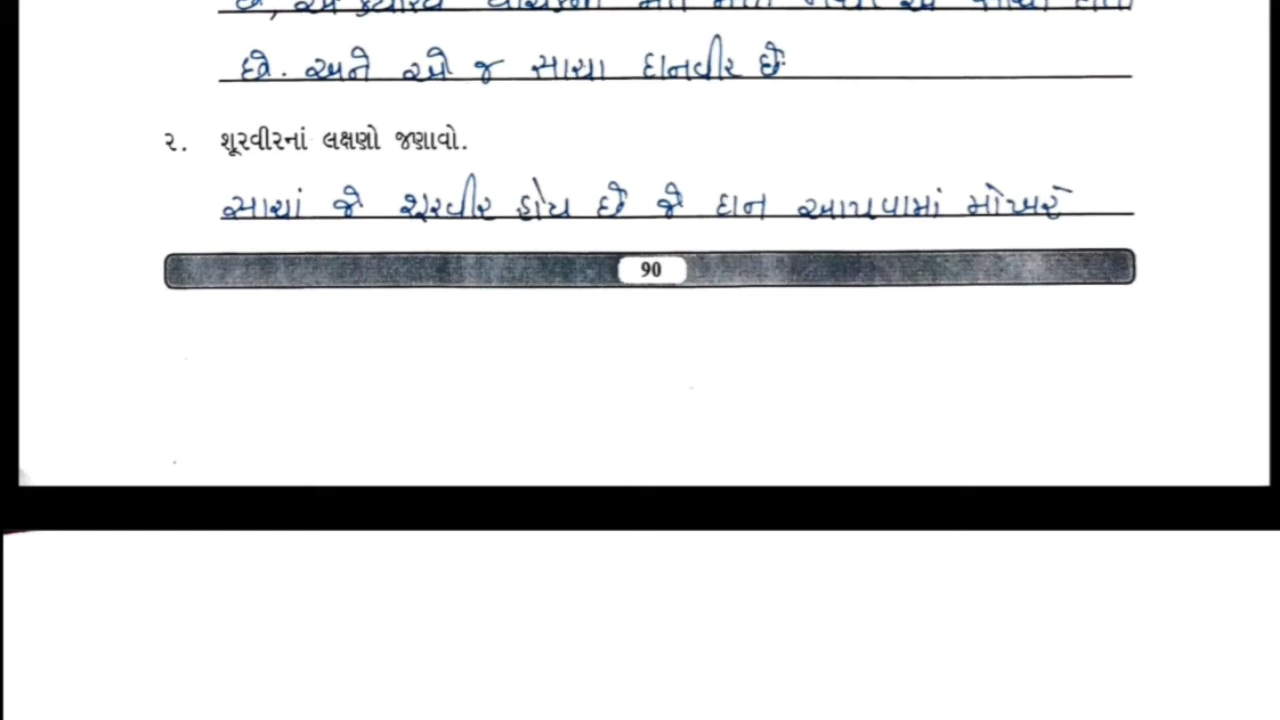 છે. અને એ જ સાચા દાનવીર છે
૨. શૂરવીરનાં લક્ષણો જણાવો.
સાચાં જે શૂરવીર હોય છે જે દાન આપવામાં મોખરે
90